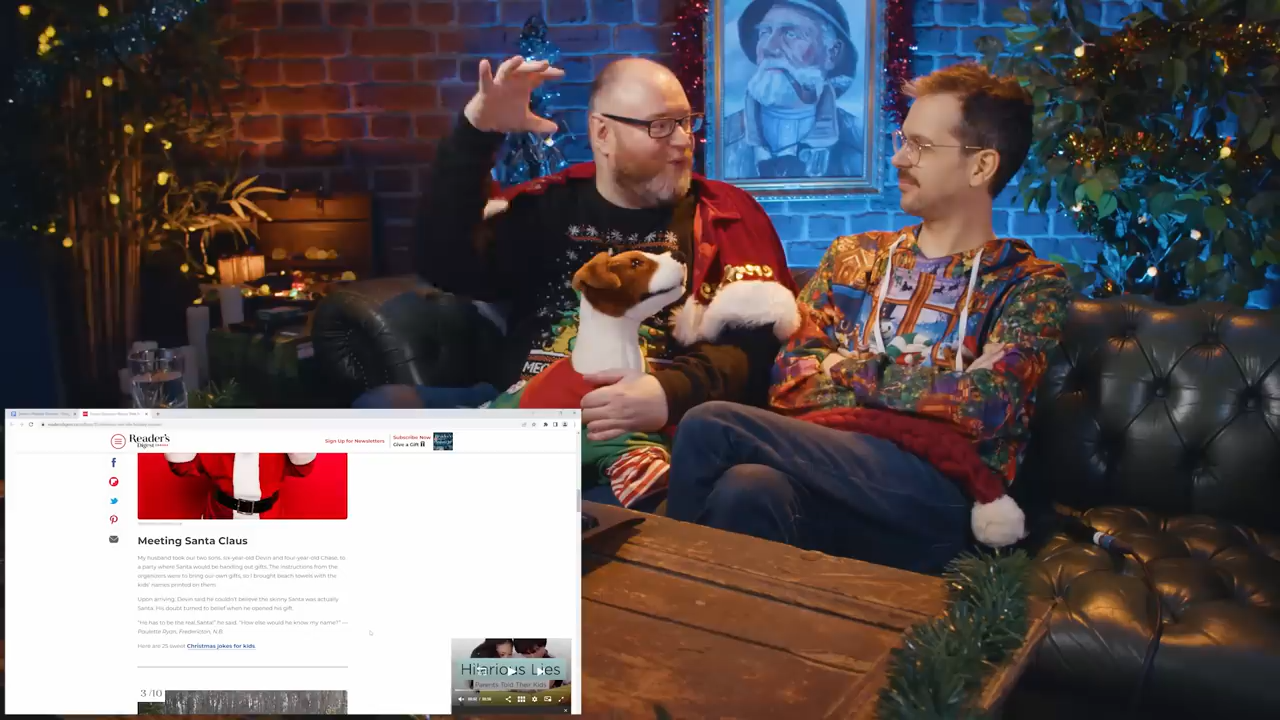 READER'S
Digest CANADA
Sign Up for Newsletters
Subscribe Now
Give a Gift
Meeting Santa Claus
My husband took our two sons, six-year-old Devin and four-year-old Chase, to
a party where Santa would be handing out gifts. The instructions from the
organizers were to bring our own gifts, so I brought beach towels with the
kids' names printed on them.
Upon arriving, Devin said he couldn't believe the skinny Santa was actually
Santa. His doubt turned to belief when he opened his gift.
"He has to be the real Santa!" he said. "How else would he know my name?" —
Paulette Ryan, Fredericton, N.B.
Here are 25 sweet Christmas jokes for kids.
3/10
Hilarious Lies
Parents Told Their Kids
MEO